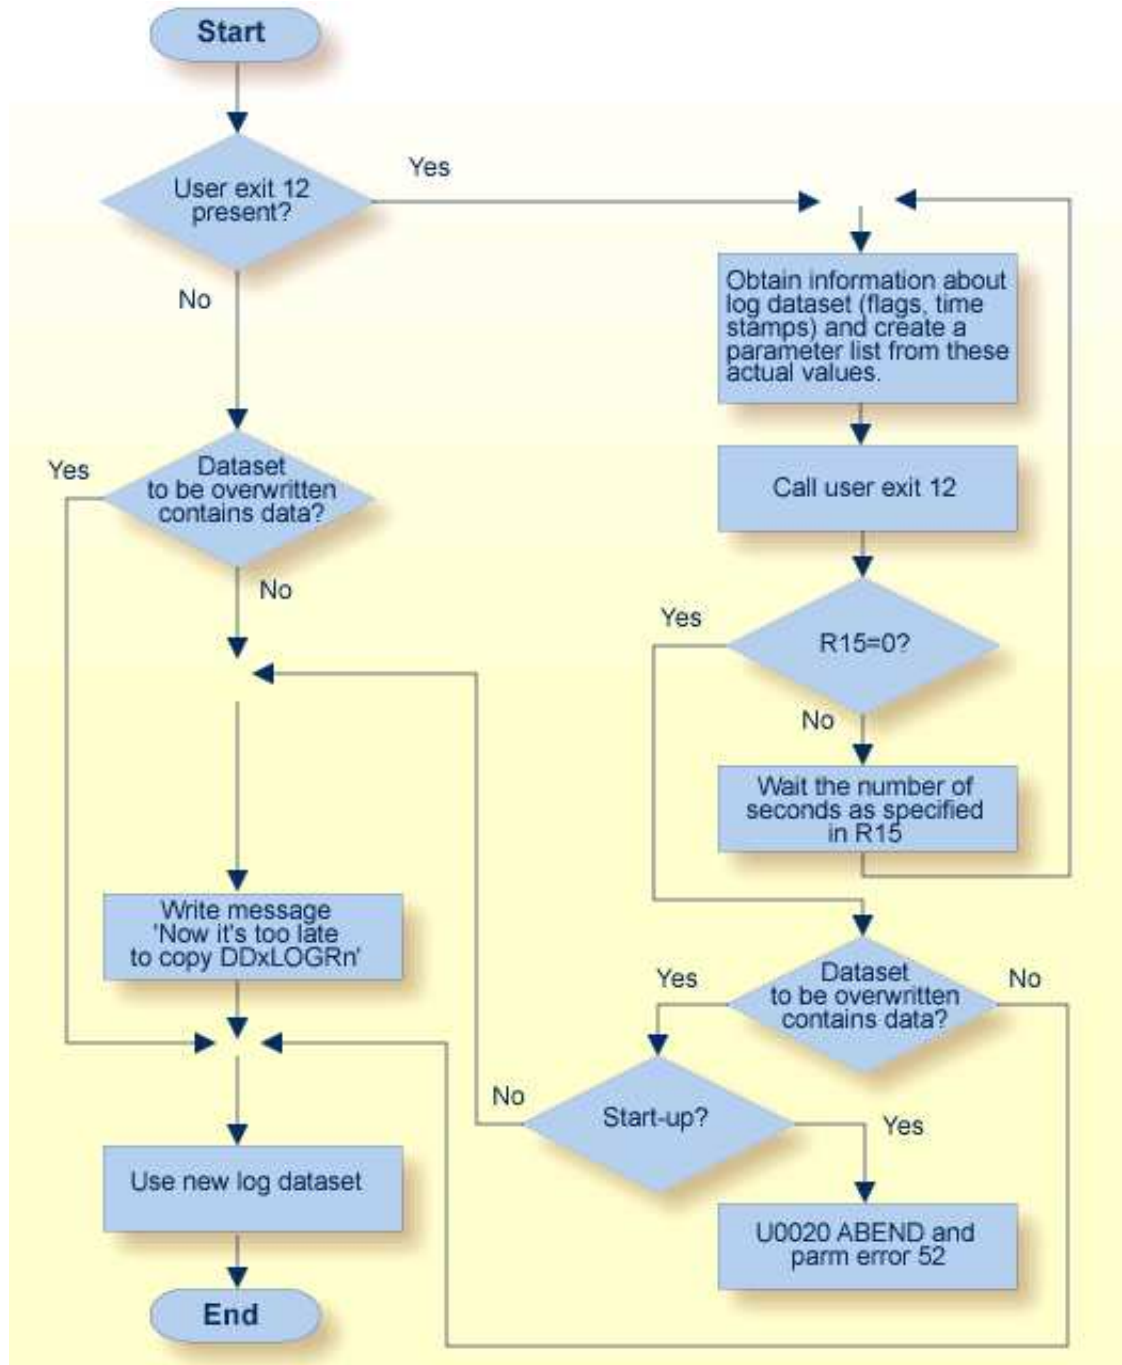 Start
User exit 12
present?
Yes
No
Obtain information about
log dataset (flags, time
stamps) and create a
parameter list from these
actual values.
Call user exit 12
Dataset
to be overwritten
contains data?
Yes
No
R15=0?
Yes
No
Wait the number of
seconds as specified
in R15
Write message
'Now it's too late
to copy DDxLOGRn'
Dataset
to be overwritten
contains data?
Yes
No
Start-up?
No
Yes
Use new log dataset
U0020 ABEND and
parm error 52
End